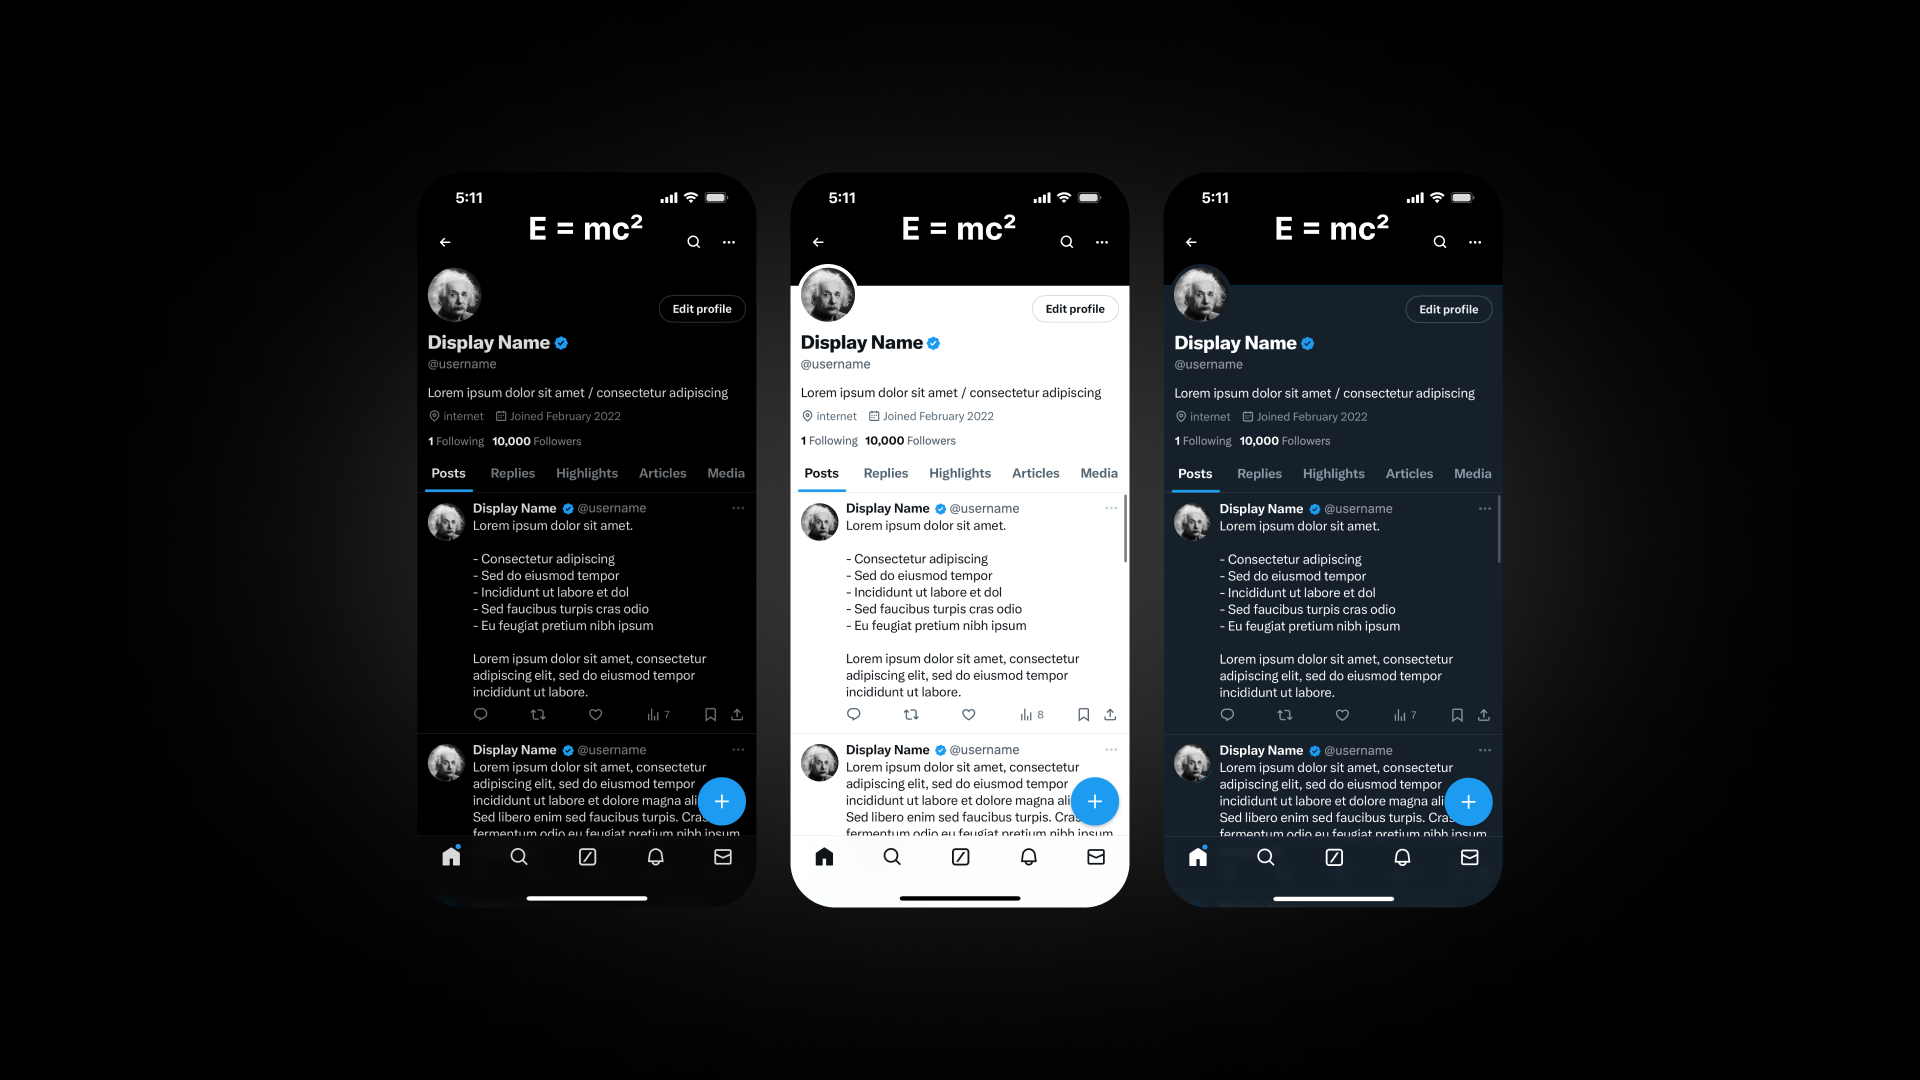 5:11
E = mc²
Edit profile
Display Name
@username
Lorem ipsum dolor sit amet / consectetur adipiscing
internet Joined February 2022
1 Following 10,000 Followers
Posts Replies Highlights Articles Media
Display Name @username
Lorem ipsum dolor sit amet.
- Consectetur adipiscing
- Sed do eiusmod tempor
- Incididunt ut labore et dol
- Sed faucibus turpis cras odio
- Eu feugiat pretium nibh ipsum
Lorem ipsum dolor sit amet, consectetur
adipiscing elit, sed do eiusmod tempor
incididunt ut labore.
7
Display Name @username
Lorem ipsum dolor sit amet, consectetur
adipiscing elit, sed do eiusmod tempor
incididunt ut labore et dolore magna ali
Sed libero enim sed faucibus turpis. Cras
fermentum odio eu feugiat pretium nibh ipsum
5:11
E = mc²
Edit profile
Display Name
@username
Lorem ipsum dolor sit amet / consectetur adipiscing
internet Joined February 2022
1 Following 10,000 Followers
Posts Replies Highlights Articles Media
Display Name @username
Lorem ipsum dolor sit amet.
- Consectetur adipiscing
- Sed do eiusmod tempor
- Incididunt ut labore et dol
- Sed faucibus turpis cras odio
- Eu feugiat pretium nibh ipsum
Lorem ipsum dolor sit amet, consectetur
adipiscing elit, sed do eiusmod tempor
incididunt ut labore.
8
Display Name @username
Lorem ipsum dolor sit amet, consectetur
adipiscing elit, sed do eiusmod tempor
incididunt ut labore et dolore magna ali
Sed libero enim sed faucibus turpis. Cras
fermentum odio eu feugiat pretium nibh ipsum
5:11
E = mc²
Edit profile
Display Name
@username
Lorem ipsum dolor sit amet / consectetur adipiscing
internet Joined February 2022
1 Following 10,000 Followers
Posts Replies Highlights Articles Media
Display Name @username
Lorem ipsum dolor sit amet.
- Consectetur adipiscing
- Sed do eiusmod tempor
- Incididunt ut labore et dol
- Sed faucibus turpis cras odio
- Eu feugiat pretium nibh ipsum
Lorem ipsum dolor sit amet, consectetur
adipiscing elit, sed do eiusmod tempor
incididunt ut labore.
7
Display Name @username
Lorem ipsum dolor sit amet, consectetur
adipiscing elit, sed do eiusmod tempor
incididunt ut labore et dolore magna ali
Sed libero enim sed faucibus turpis. Cras
fermentum odio eu feugiat pretium nibh ipsum